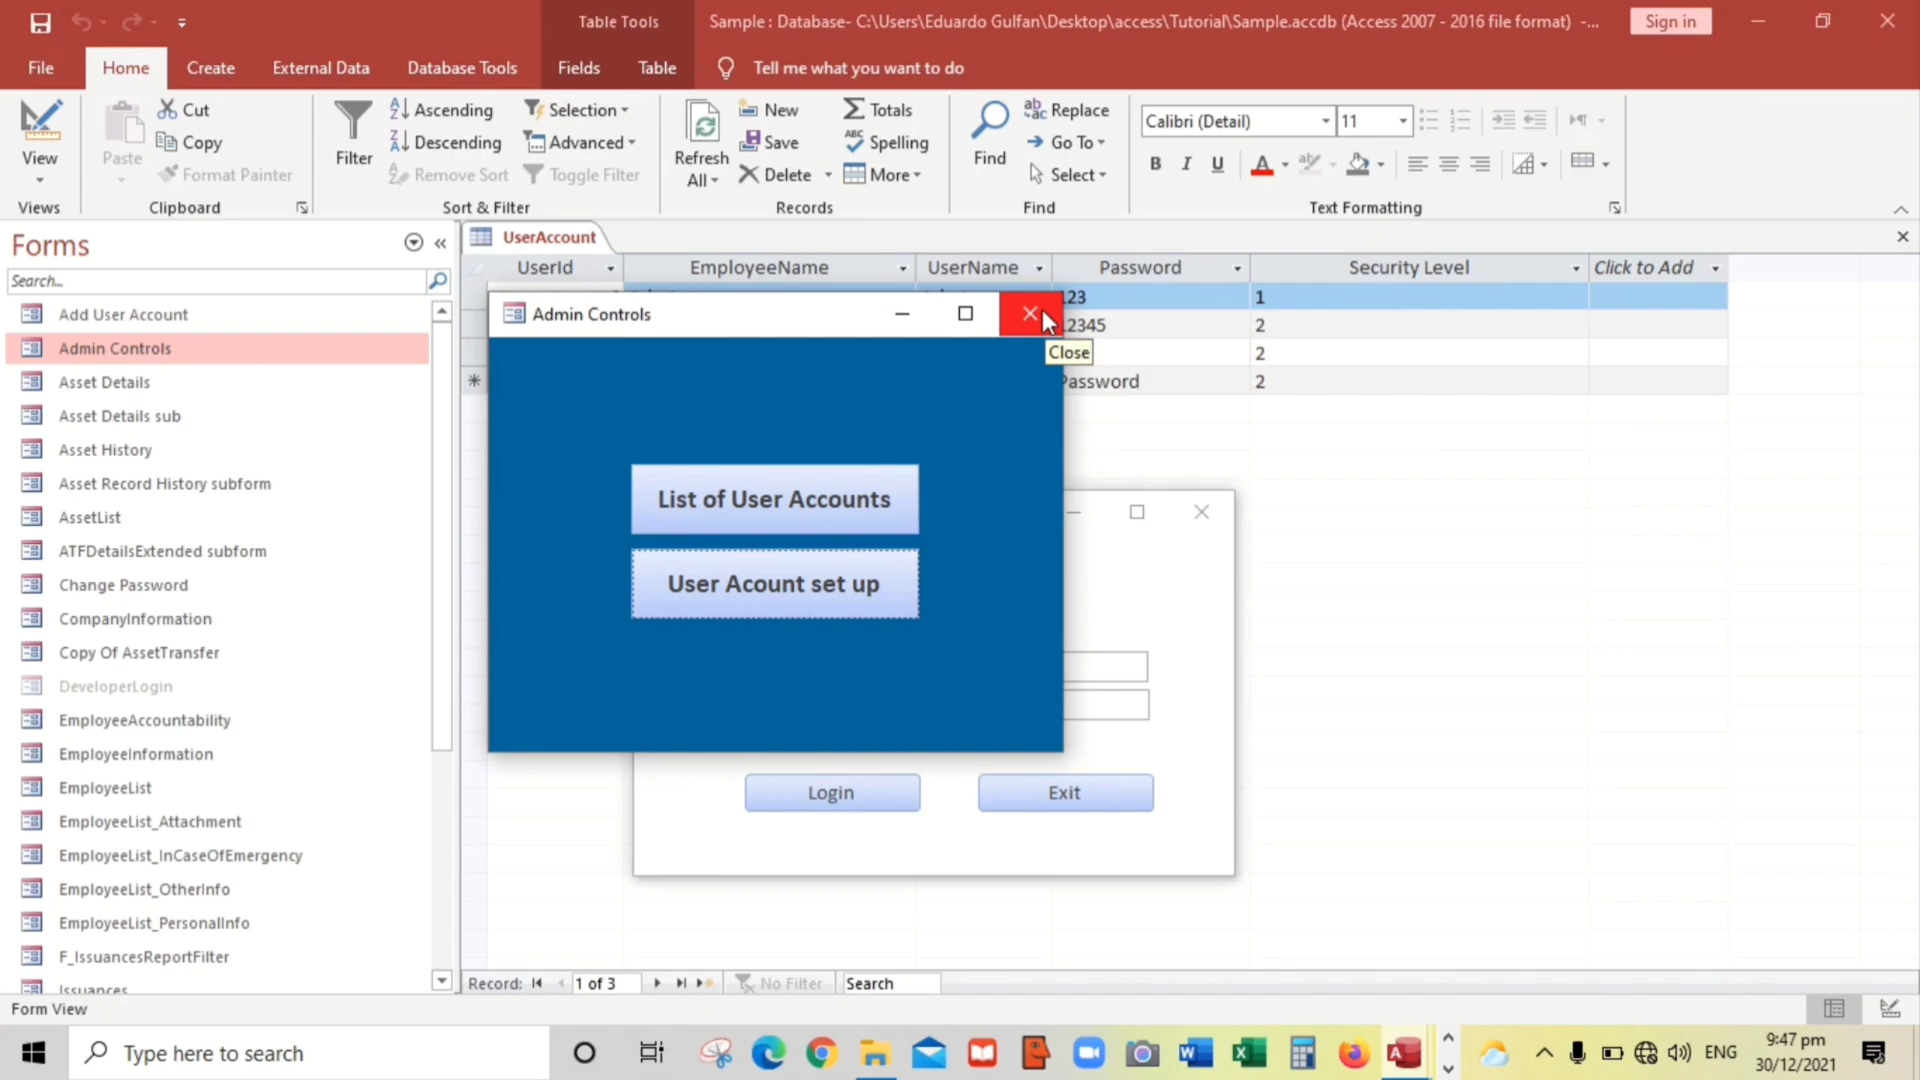 Table Tools
Sample : Database- C:\Users\Eduardo Gulfan\Desktop\access\Tutorial\Sample.accdb (Access 2007 - 2016 file format) -...
Sign in
File
Home
Create
External Data
Database Tools
Fields
Table
Tell me what you want to do
View
Paste
Cut
Copy
Format Painter
Filter
Ascending
Descending
Remove Sort
Selection
Advanced
Toggle Filter
Refresh
All
New
Save
Delete
Totals
Spelling
More
Find
Replace
Go To
Select
Calibri (Detail)
11
B I U
Views
Clipboard
Sort & Filter
Records
Find
Text Formatting
Forms
Search...
Add User Account
Admin Controls
Asset Details
Asset Details sub
Asset History
Asset Record History subform
AssetList
ATFDetailsExtended subform
Change Password
CompanyInformation
Copy Of AssetTransfer
DeveloperLogin
EmployeeAccountability
EmployeeInformation
EmployeeList
EmployeeList_Attachment
EmployeeList_InCaseOfEmergency
EmployeeList_OtherInfo
EmployeeList_PersonalInfo
F_IssuancesReportFilter
Issuances
UserAccount
UserId EmployeeName UserName Password Security Level Click to Add
123 1
12345 2
2
Password 2
Admin Controls
Close
List of User Accounts
User Acount set up
Login
Exit
Record: 1 of 3 No Filter Search
Form View
Type here to search
ENG
9:47 pm
30/12/2021